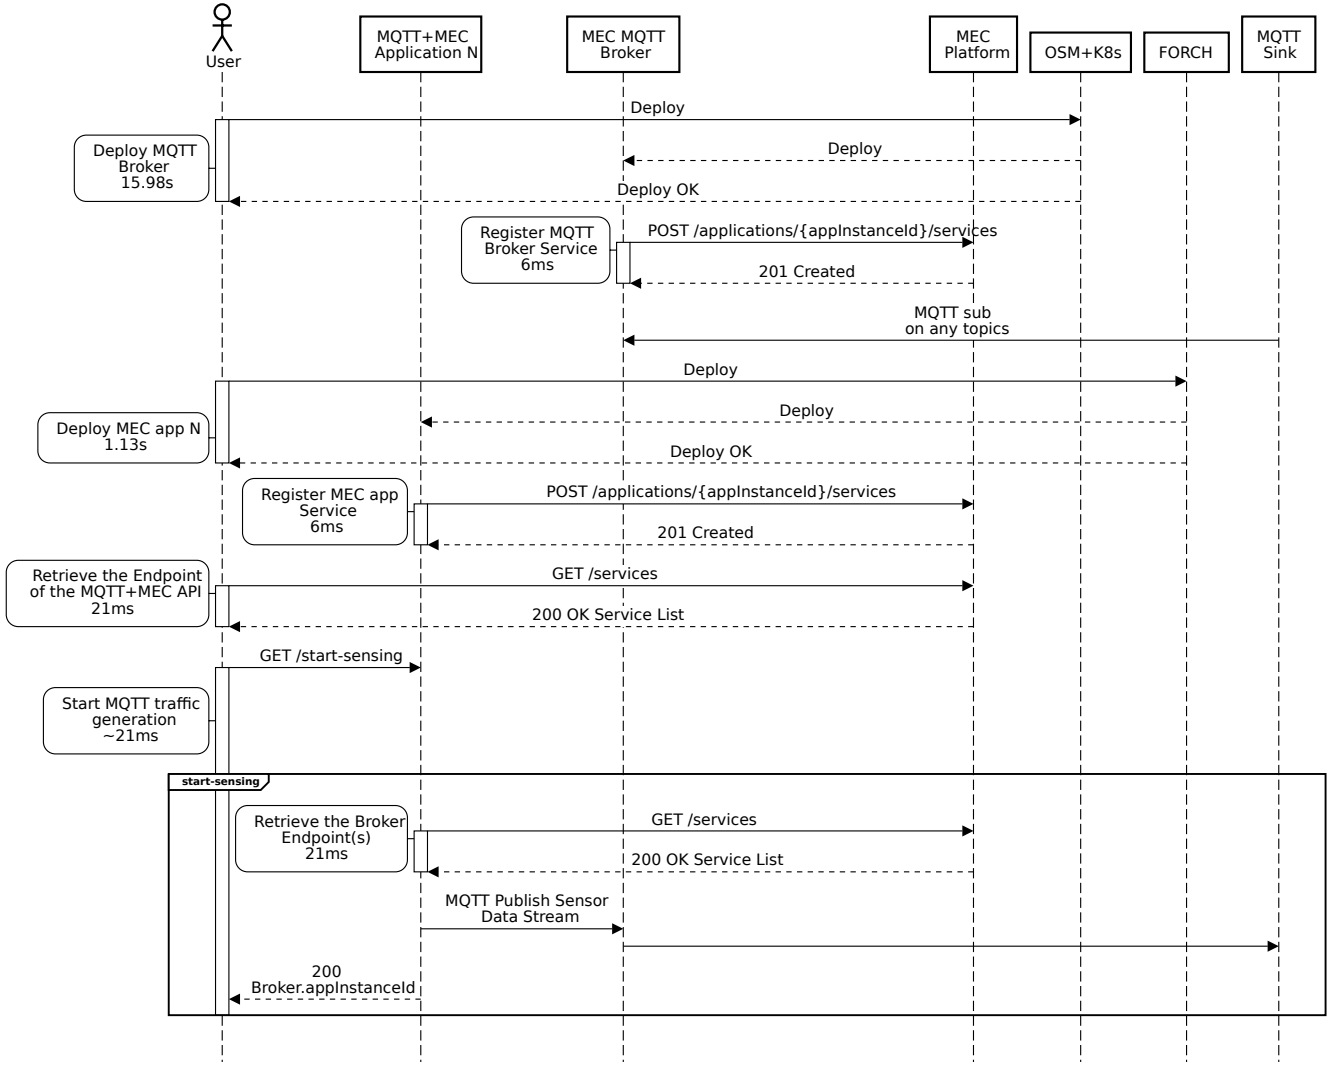 User
MQTT+MEC
Application N
MEC MQTT
Broker
MEC
Platform
OSM+K8s
FORCH
MQTT
Sink
Deploy
Deploy MQTT
Broker
15.98s
Deploy
Deploy OK
Register MQTT
Broker Service
6ms
POST /applications/{appInstanceId}/services
201 Created
MQTT sub
on any topics
Deploy
Deploy
Deploy MEC app N
1.13s
Deploy OK
Register MEC app
Service
6ms
POST /applications/{appInstanceId}/services
201 Created
Retrieve the Endpoint
of the MQTT+MEC API
21ms
GET /services
200 OK Service List
GET /start-sensing
Start MQTT traffic
generation
~21ms
start-sensing
Retrieve the Broker
Endpoint(s)
21ms
GET /services
200 OK Service List
MQTT Publish Sensor
Data Stream
200
Broker.appInstanceId